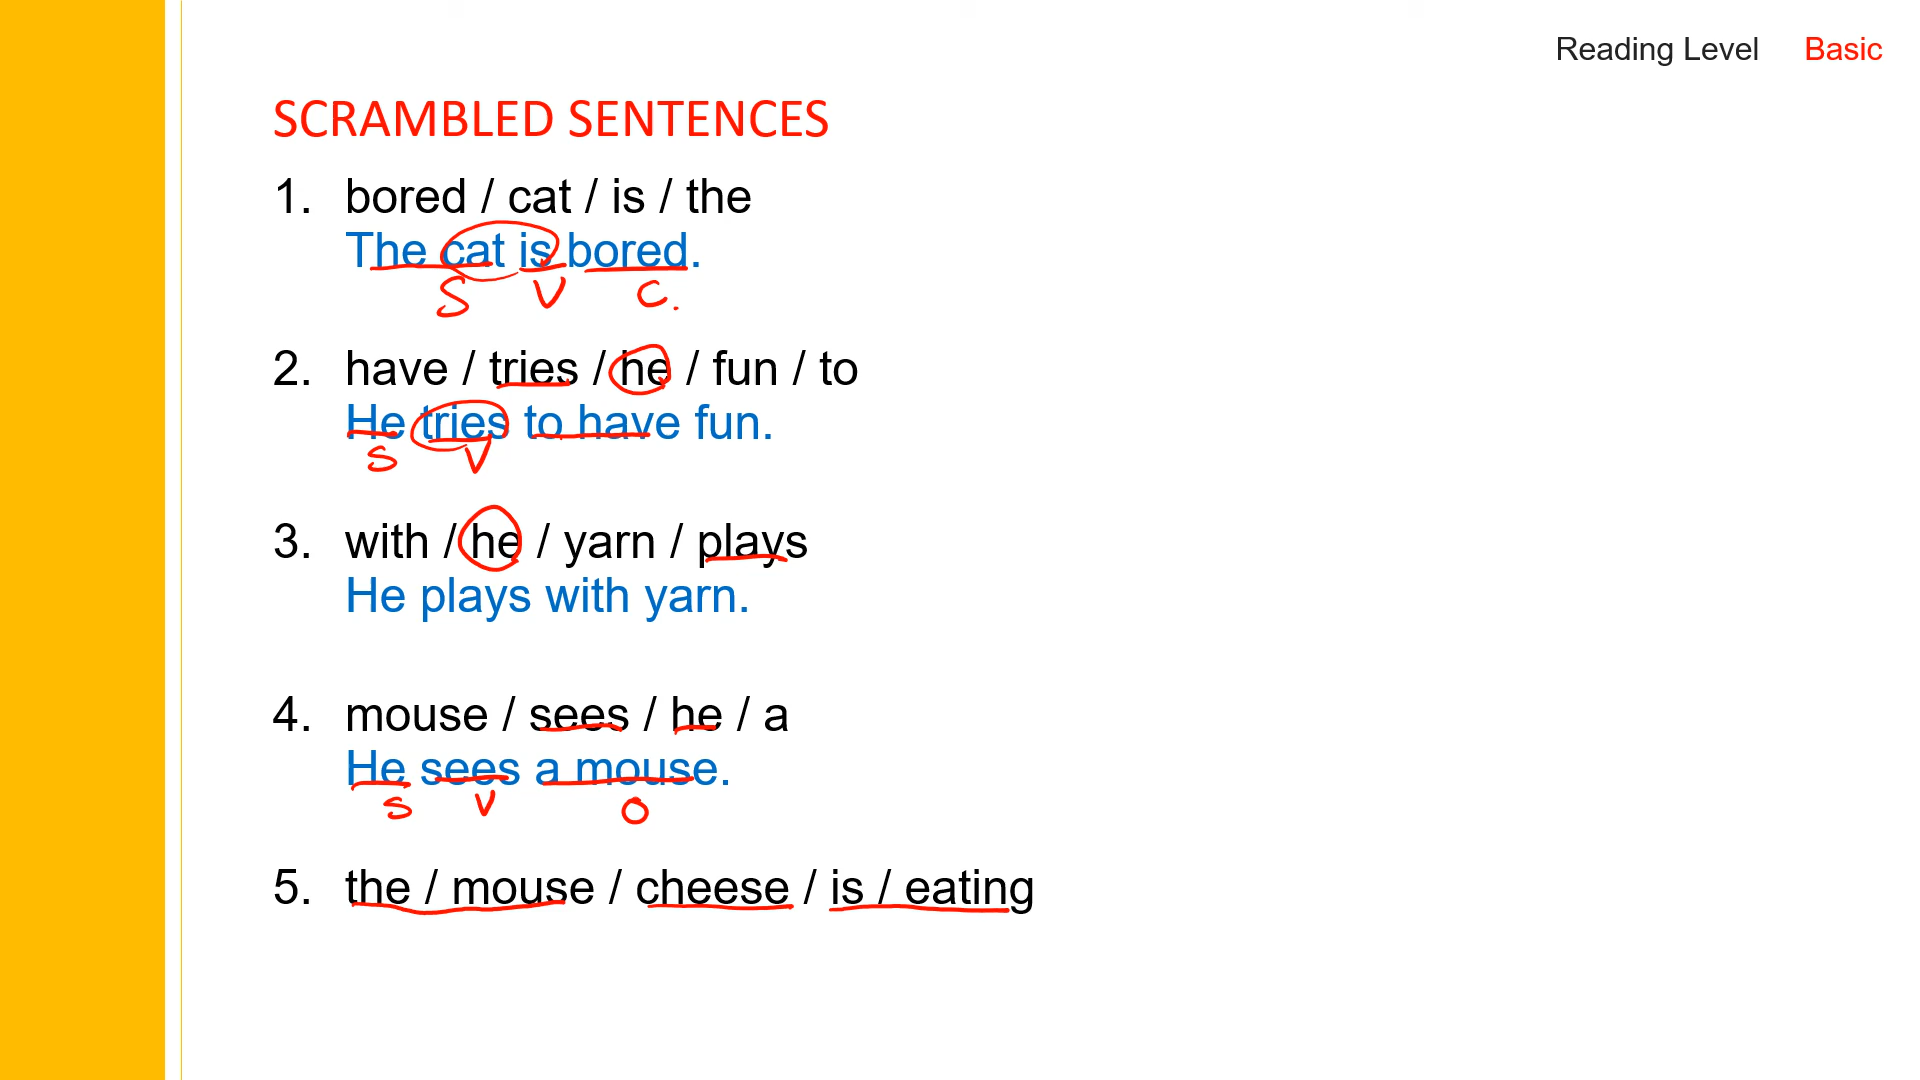 Reading Level Basic
SCRAMBLED SENTENCES
1. bored / cat / is / the
The cat is bored.
S V C.
2. have / tries / he / fun / to
He tries to have fun.
S V
3. with / he / yarn / plays
He plays with yarn.
4. mouse / sees / he / a
He sees a mouse.
S V O
5. the / mouse / cheese / is / eating